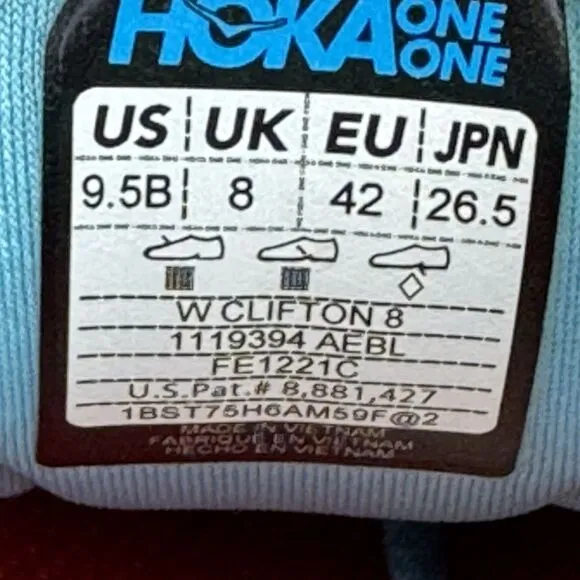 HOKA ONE ONE
US UK EU JPN
9.5B 8 42 26.5
W CLIFTON 8
1119394 AEBL
FE1221C
U.S.Pat.# 8,881,427
1BST75H6AM59F@2
MADE IN VIETNAM
FABRIQUÉ EN VIETNAM
HECHO EN VIETNAM